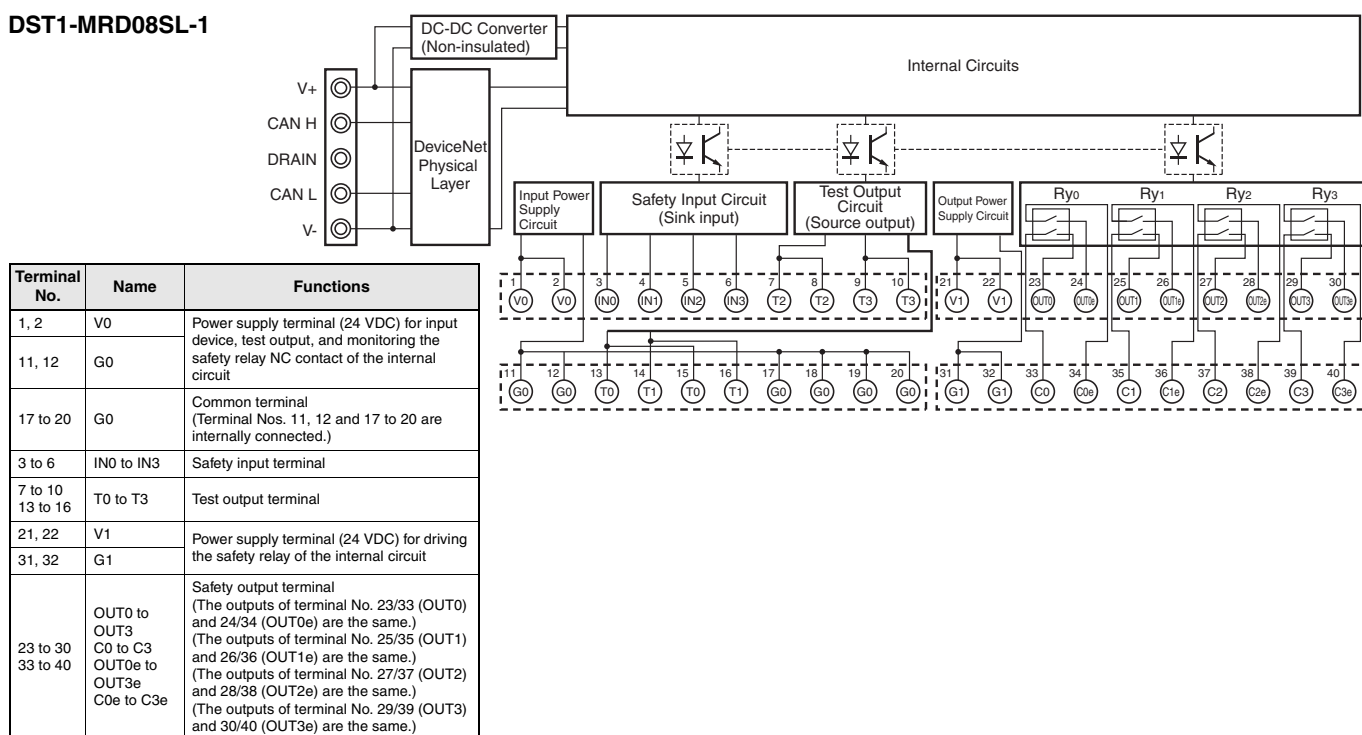 DST1-MRD08SL-1
DC-DC Converter
(Non-insulated)
Internal Circuits
V+
CAN H
DRAIN
CAN L
V-
DeviceNet
Physical
Layer
Input Power
Supply
Circuit
Safety Input Circuit
(Sink input)
Test Output
Circuit
(Source output)
Output Power
Supply Circuit
Ry0 Ry1 Ry2 Ry3
1 2 3 4 5 6 7 8 9 10
V0 V0 IN0 IN1 IN2 IN3 T2 T2 T3 T3
21 22 23 24 25 26 27 28 29 30
V1 V1 OUT0 OUT0e OUT1 OUT1e OUT2 OUT2e OUT3 OUT3e
11 12 13 14 15 16 17 18 19 20
G0 G0 T0 T1 T0 T1 G0 G0 G0 G0
31 32 33 34 35 36 37 38 39 40
G1 G1 C0 C0e C1 C1e C2 C2e C3 C3e
Terminal
No.
Name
Functions
1, 2
V0
11, 12
G0
Power supply terminal (24 VDC) for input
device, test output, and monitoring the
safety relay NC contact of the internal
circuit
17 to 20
G0
Common terminal
(Terminal Nos. 11, 12 and 17 to 20 are
internally connected.)
3 to 6
IN0 to IN3
Safety input terminal
7 to 10
13 to 16
T0 to T3
Test output terminal
21, 22
V1
31, 32
G1
Power supply terminal (24 VDC) for driving
the safety relay of the internal circuit
23 to 30
33 to 40
OUT0 to
OUT3
C0 to C3
OUT0e to
OUT3e
C0e to C3e
Safety output terminal
(The outputs of terminal No. 23/33 (OUT0)
and 24/34 (OUT0e) are the same.)
(The outputs of terminal No. 25/35 (OUT1)
and 26/36 (OUT1e) are the same.)
(The outputs of terminal No. 27/37 (OUT2)
and 28/38 (OUT2e) are the same.)
(The outputs of terminal No. 29/39 (OUT3)
and 30/40 (OUT3e) are the same.)